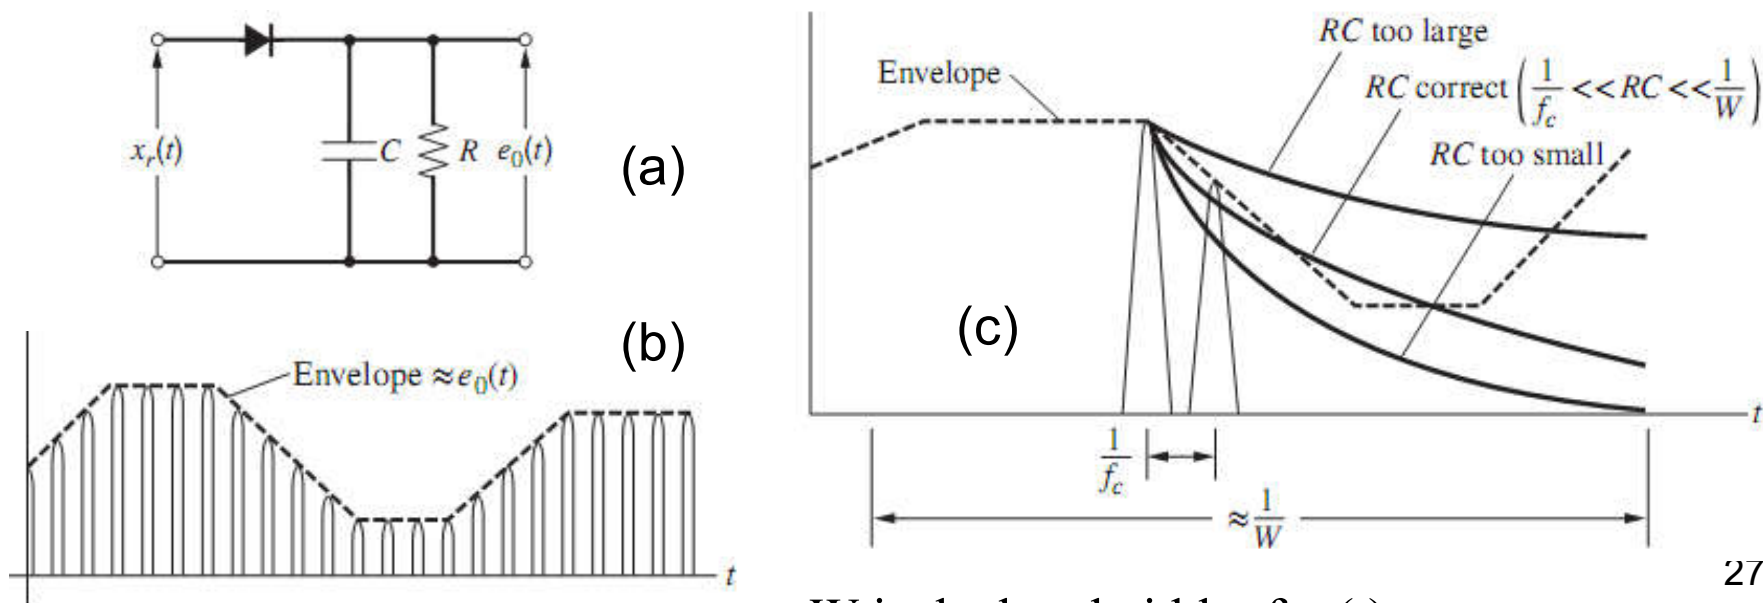 x_r(t)
C
R
e_0(t)
(a)
(b)
Envelope ≈ e_0(t)
t
RC too large
Envelope
RC correct (1/f_c << RC << 1/W)
RC too small
(c)
t
1/f_c
≈ 1/W
27